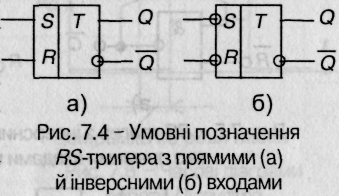 S T Q
R Q
S T Q
R Q
а) б)
Рис. 7.4 – Умовні позначення
RS-тригера з прямими (а)
й інверсними (б) входами